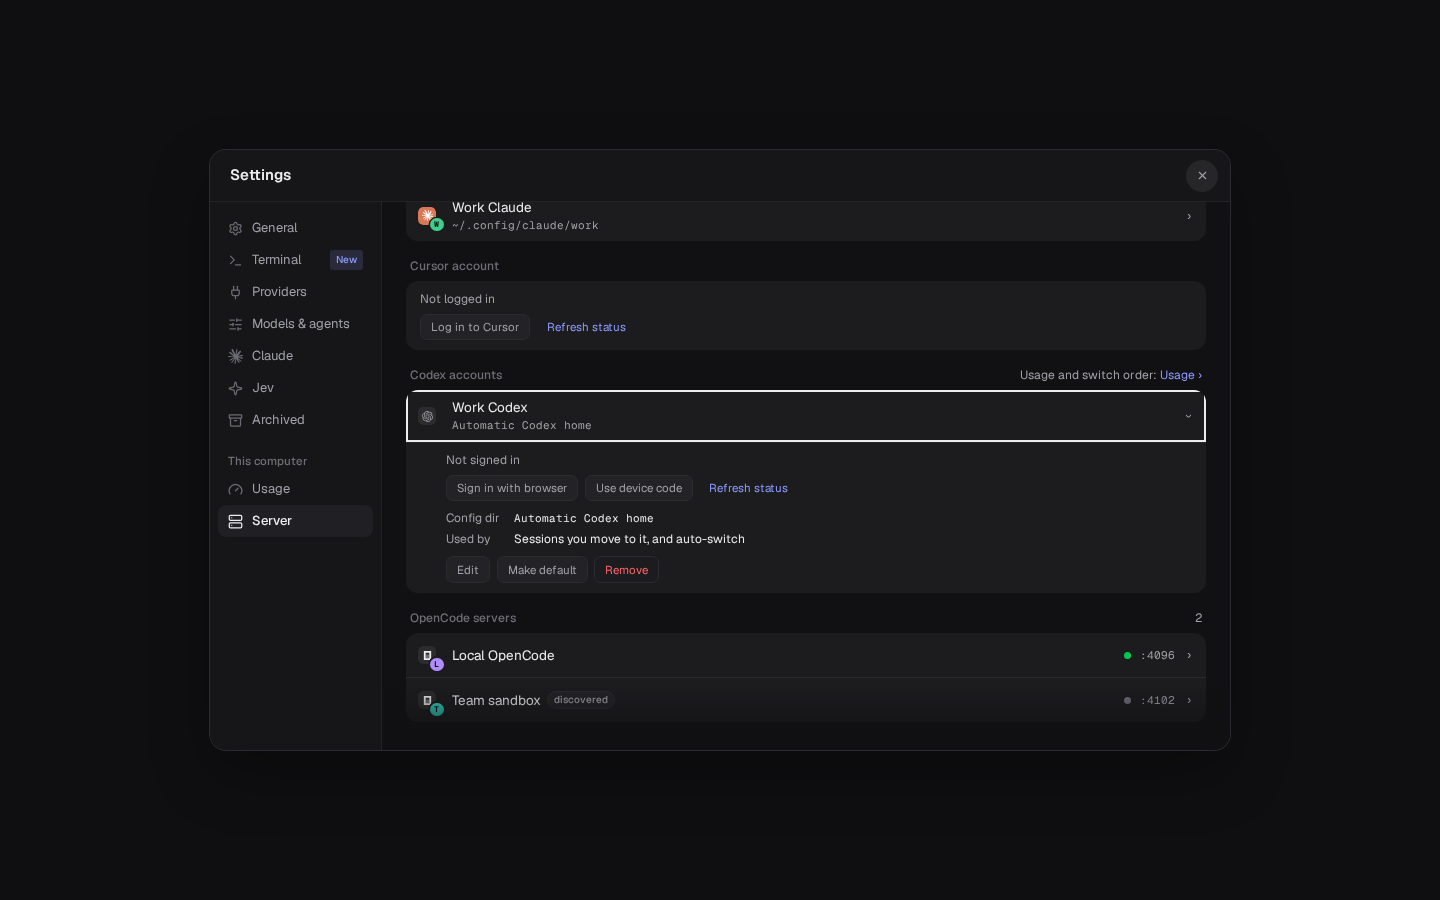 Settings
General
Terminal New
Providers
Models & agents
Claude
Jev
Archived
This computer
Usage
Server
Work Claude
W
~/.config/claude/work
Cursor account
Not logged in
Log in to Cursor Refresh status
Codex accounts Usage and switch order: Usage ›
Work Codex
Automatic Codex home
Not signed in
Sign in with browser Use device code Refresh status
Config dir Automatic Codex home
Used by Sessions you move to it, and auto-switch
Edit Make default Remove
OpenCode servers 2
Local OpenCode :4096
L
Team sandbox discovered :4102
T